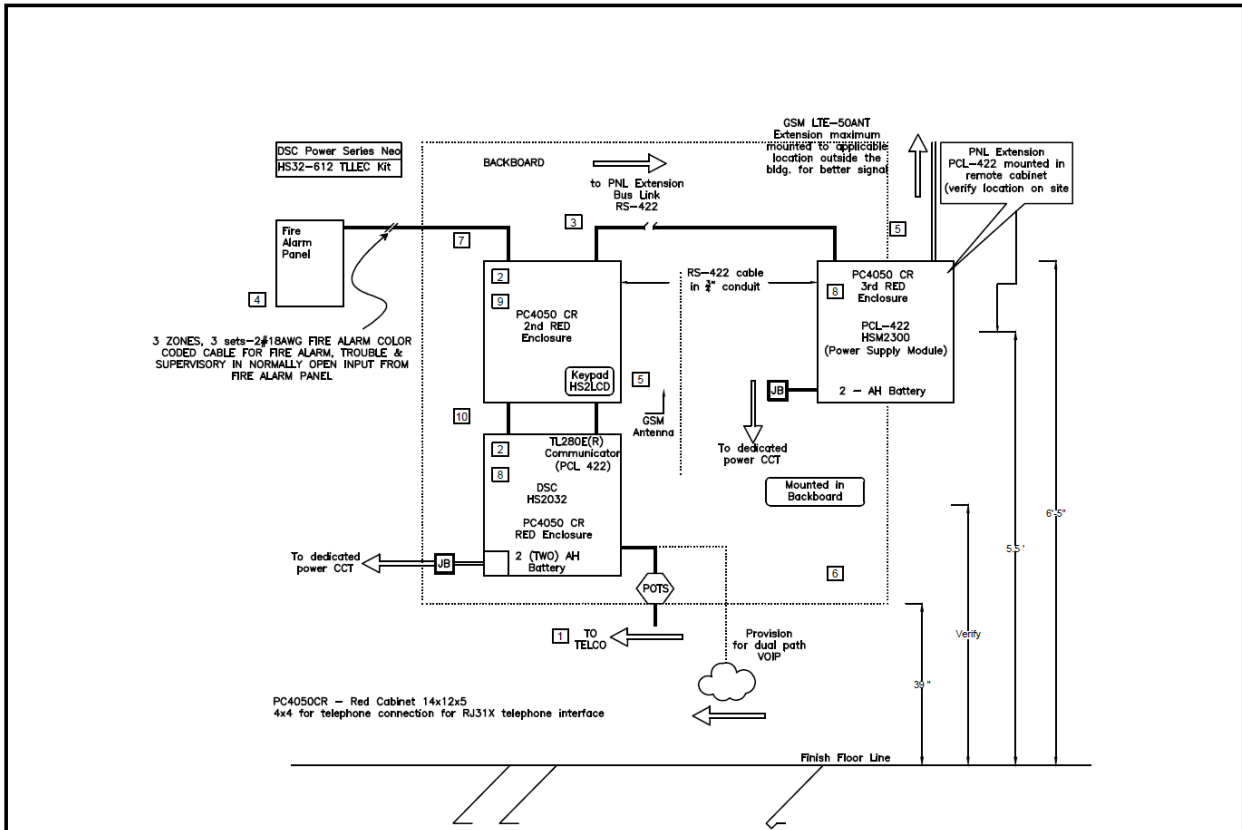 DSC Power Series Neo
HS32-612 TLLEC Kit
BACKBOARD
to PNL Extension
Bus Link
RS-422
GSM LTE-50ANT
Extension maximum
mounted to applicable
location outside the
bldg. for better signal
PNL Extension
PCL-422 mounted in
remote cabinet
(verify location on site
Fire
Alarm
Panel
4
7
3
5
3 ZONES, 3 sets-2#18AWG FIRE ALARM COLOR
CODED CABLE FOR FIRE ALARM, TROUBLE &
SUPERVISORY IN NORMALLY OPEN INPUT FROM
FIRE ALARM PANEL
2
9
PC4050 CR
2nd RED
Enclosure
Keypad
HS2LCD
RS-422 cable
in ¾" conduit
PC4050 CR
3rd RED
Enclosure
8
PCL-422
HSM2300
(Power Supply Module)
2 - AH Battery
JB
5
GSM
Antenna
To dedicated
power CCT
10
TL280E(R)
Communicator
(PCL 422)
2
8
DSC
HS2032
PC4050 CR
RED Enclosure
2 (TWO) AH
Battery
Mounted in
Backboard
To dedicated
power CCT
JB
POTS
6
1
TO
TELCO
Provision
for dual path
VOIP
39"
Verify
5.5'
6'-5"
PC4050CR - Red Cabinet 14x12x5
4x4 for telephone connection for RJ31X telephone interface
Finish Floor Line